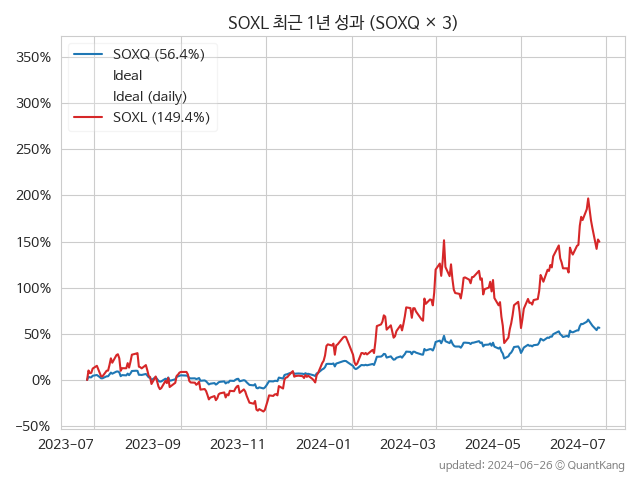 SOXL 최근 1년 성과 (SOXQ × 3)
350%
300%
250%
200%
150%
100%
50%
0%
−50%
SOXQ (56.4%)
Ideal
Ideal (daily)
SOXL (149.4%)
2023-07
2023-09
2023-11
2024-01
2024-03
2024-05
2024-07
updated: 2024-06-26 © QuantKang